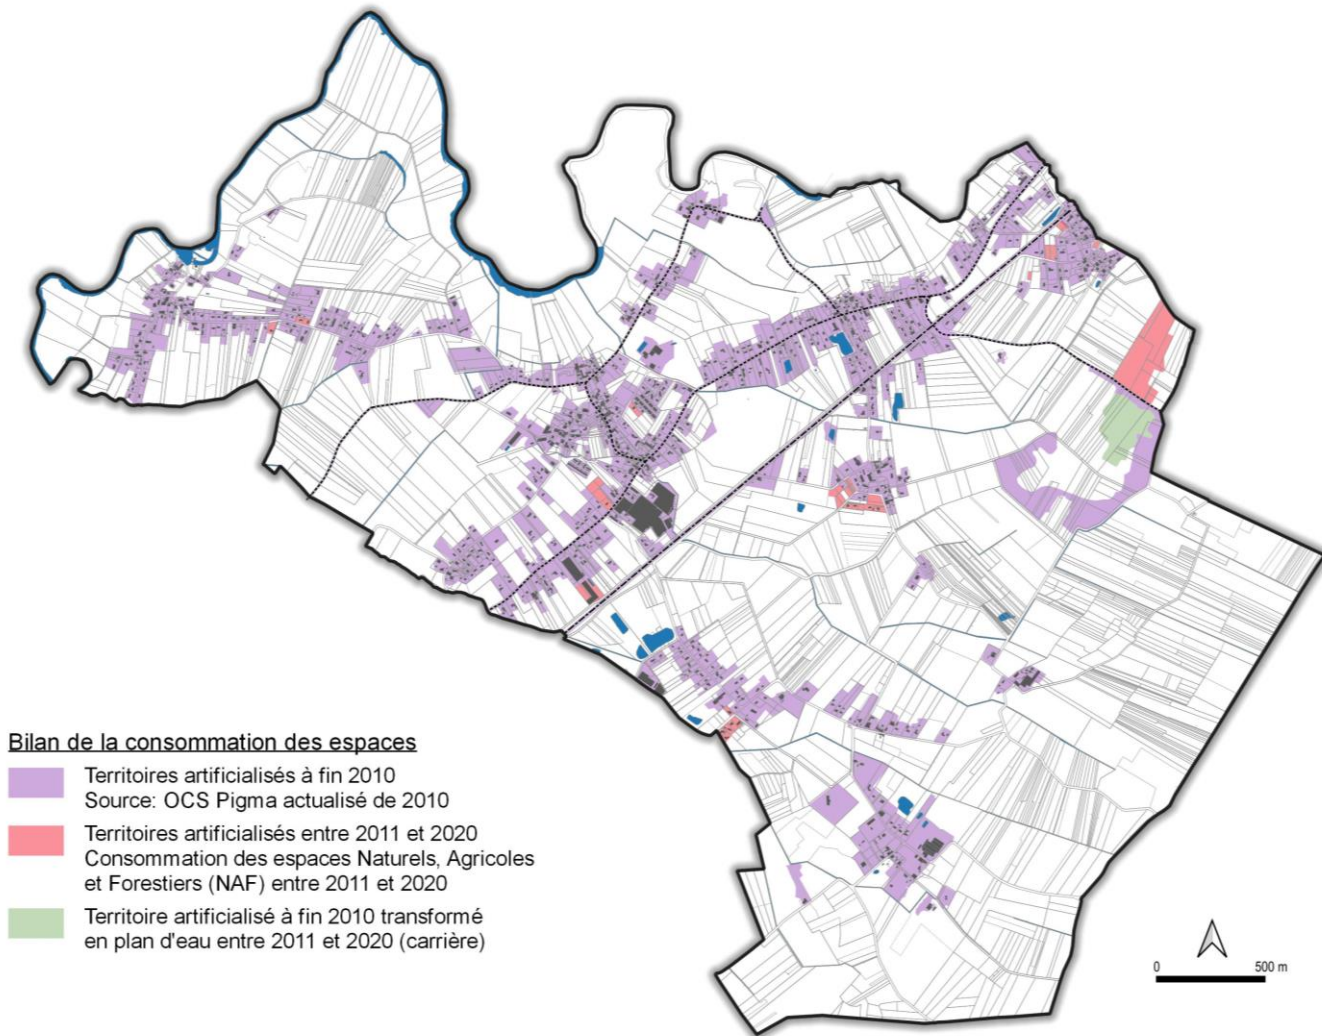 Bilan de la consommation des espaces
Territoires artificialisés à fin 2010
Source: OCS Pigma actualisé de 2010
Territoires artificialisés entre 2011 et 2020
Consommation des espaces Naturels, Agricoles
et Forestiers (NAF) entre 2011 et 2020
Territoire artificialisé à fin 2010 transformé
en plan d'eau entre 2011 et 2020 (carrière)
0 500 m